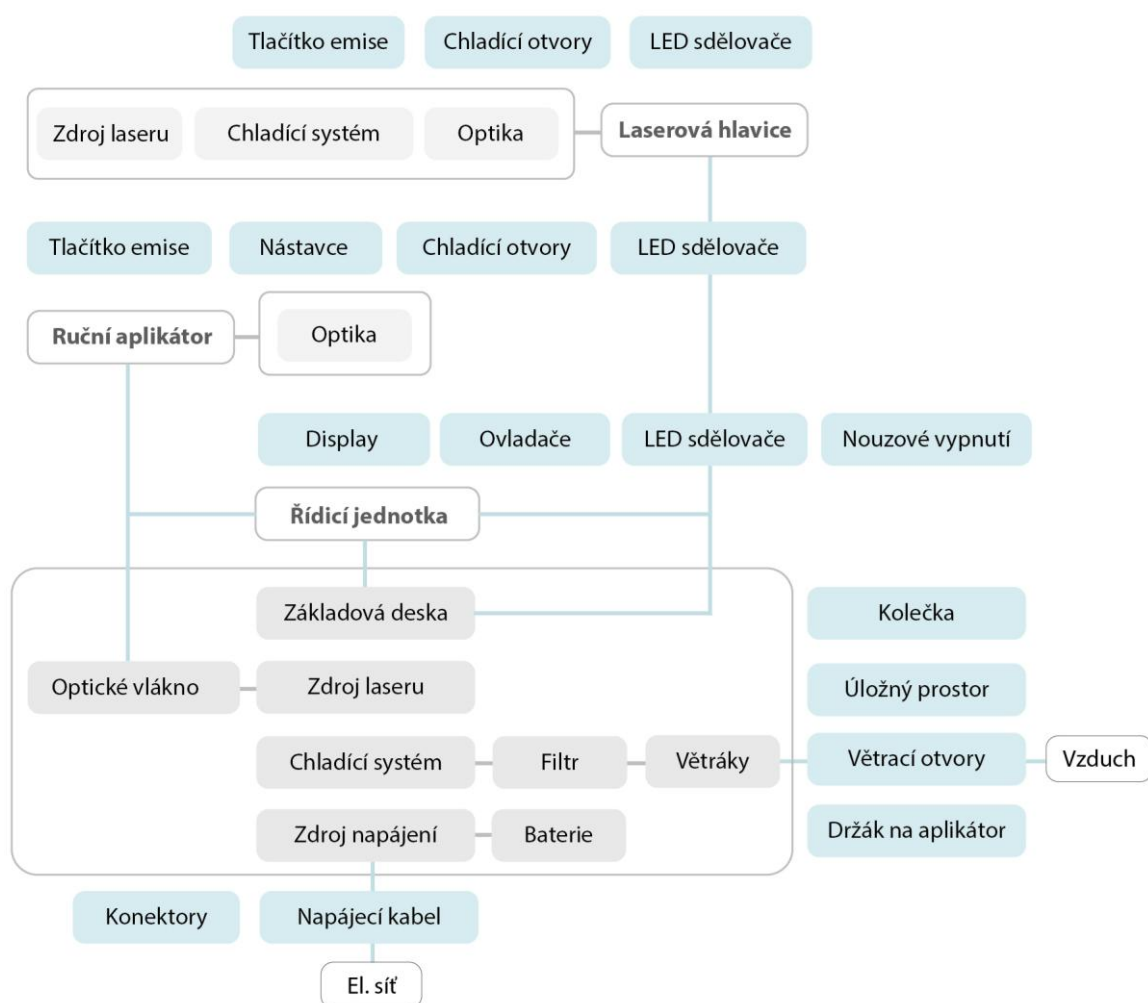 Tlačítko emise Chladící otvory LED sdělovače
Zdroj laseru Chladící systém Optika Laserová hlavice
Tlačítko emise Nástavce Chladící otvory LED sdělovače
Ruční aplikátor Optika
Display Ovladače LED sdělovače Nouzové vypnutí
Řídicí jednotka
Základová deska Kolečka
Optické vlákno Zdroj laseru Úložný prostor
Chladící systém Filtr Větráky Větrací otvory Vzduch
Zdroj napájení Baterie Držák na aplikátor
Konektory Napájecí kabel
El. síť